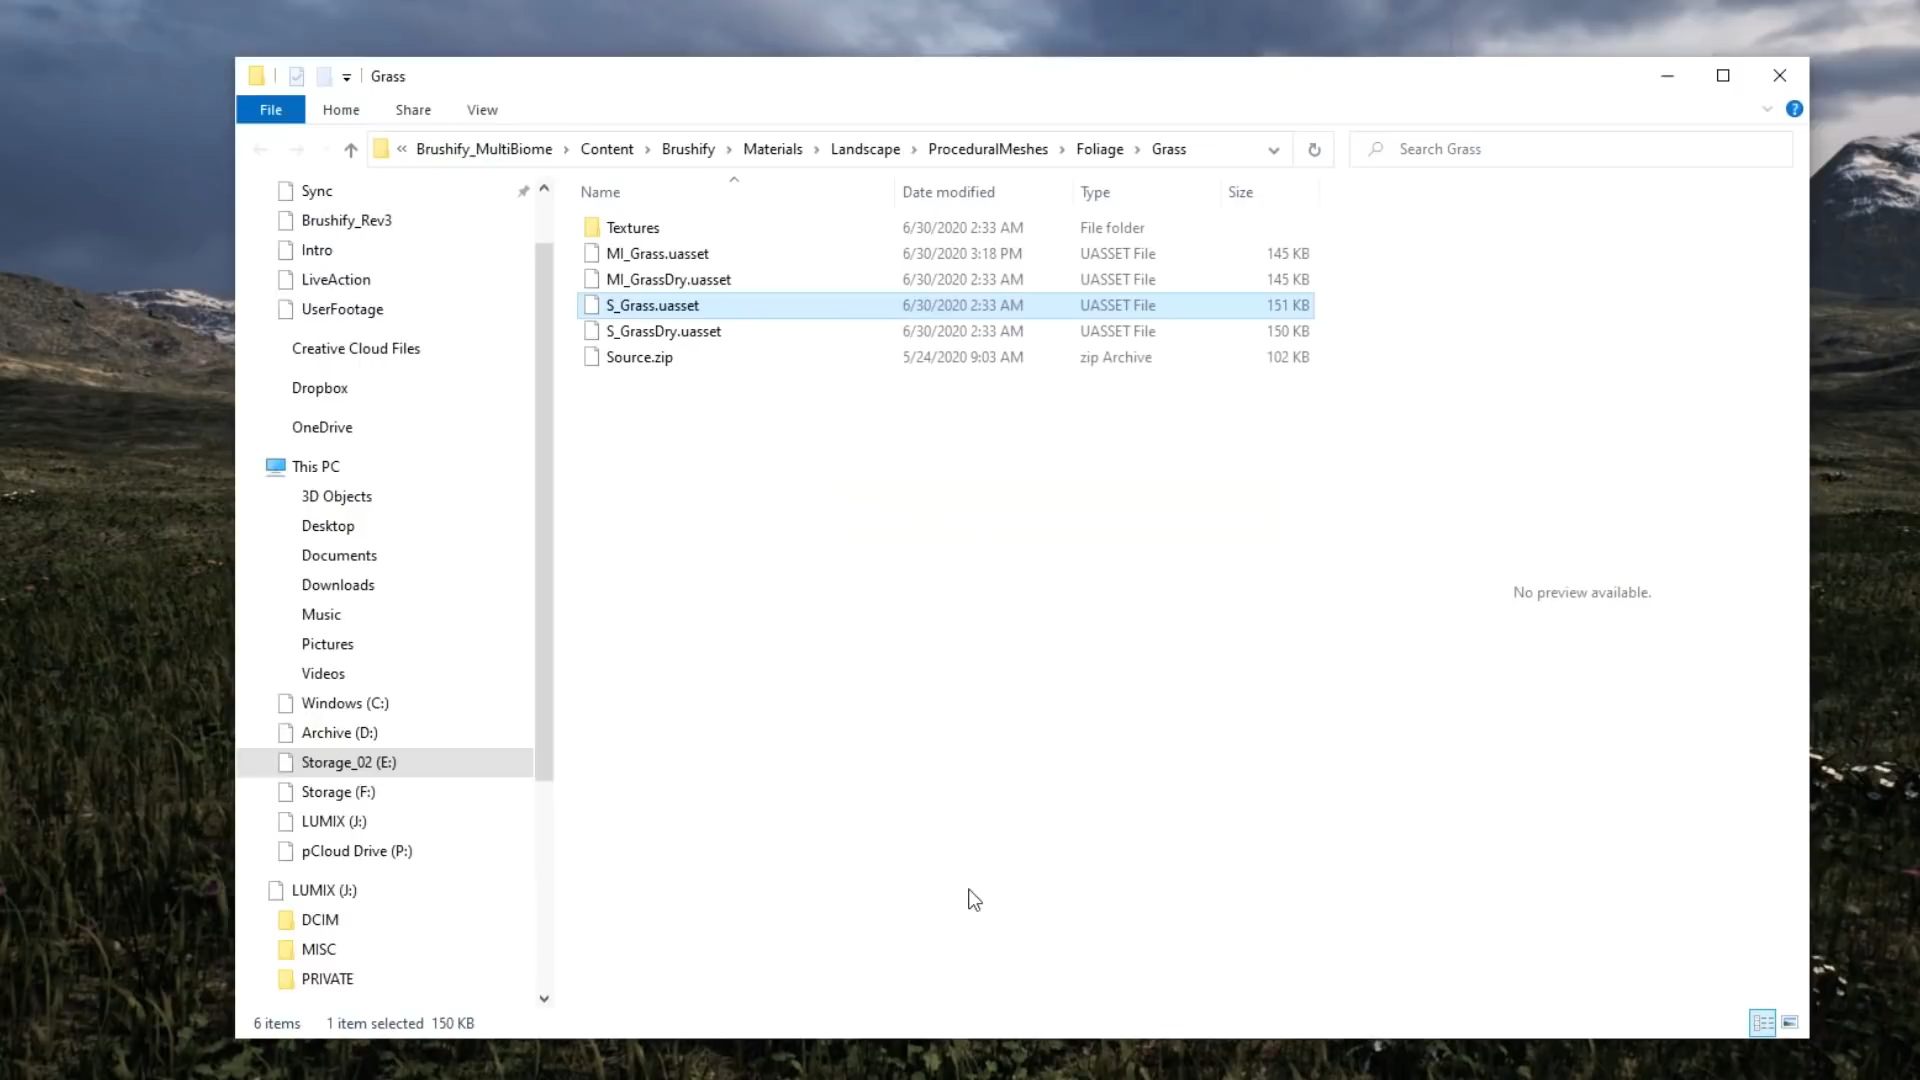 Grass
File Home Share View
« Brushify_MultiBiome › Content › Brushify › Materials › Landscape › ProceduralMeshes › Foliage › Grass
Search Grass
Name Date modified Type Size
Sync
Brushify_Rev3
Intro
LiveAction
UserFootage
Creative Cloud Files
Dropbox
OneDrive
This PC
3D Objects
Desktop
Documents
Downloads
Music
Pictures
Videos
Windows (C:)
Archive (D:)
Storage_02 (E:)
Storage (F:)
LUMIX (J:)
pCloud Drive (P:)
LUMIX (J:)
DCIM
MISC
PRIVATE
Textures 6/30/2020 2:33 AM File folder
MI_Grass.uasset 6/30/2020 3:18 PM UASSET File 145 KB
MI_GrassDry.uasset 6/30/2020 2:33 AM UASSET File 145 KB
S_Grass.uasset 6/30/2020 2:33 AM UASSET File 151 KB
S_GrassDry.uasset 6/30/2020 2:33 AM UASSET File 150 KB
Source.zip 5/24/2020 9:03 AM zip Archive 102 KB
No preview available.
6 items 1 item selected 150 KB